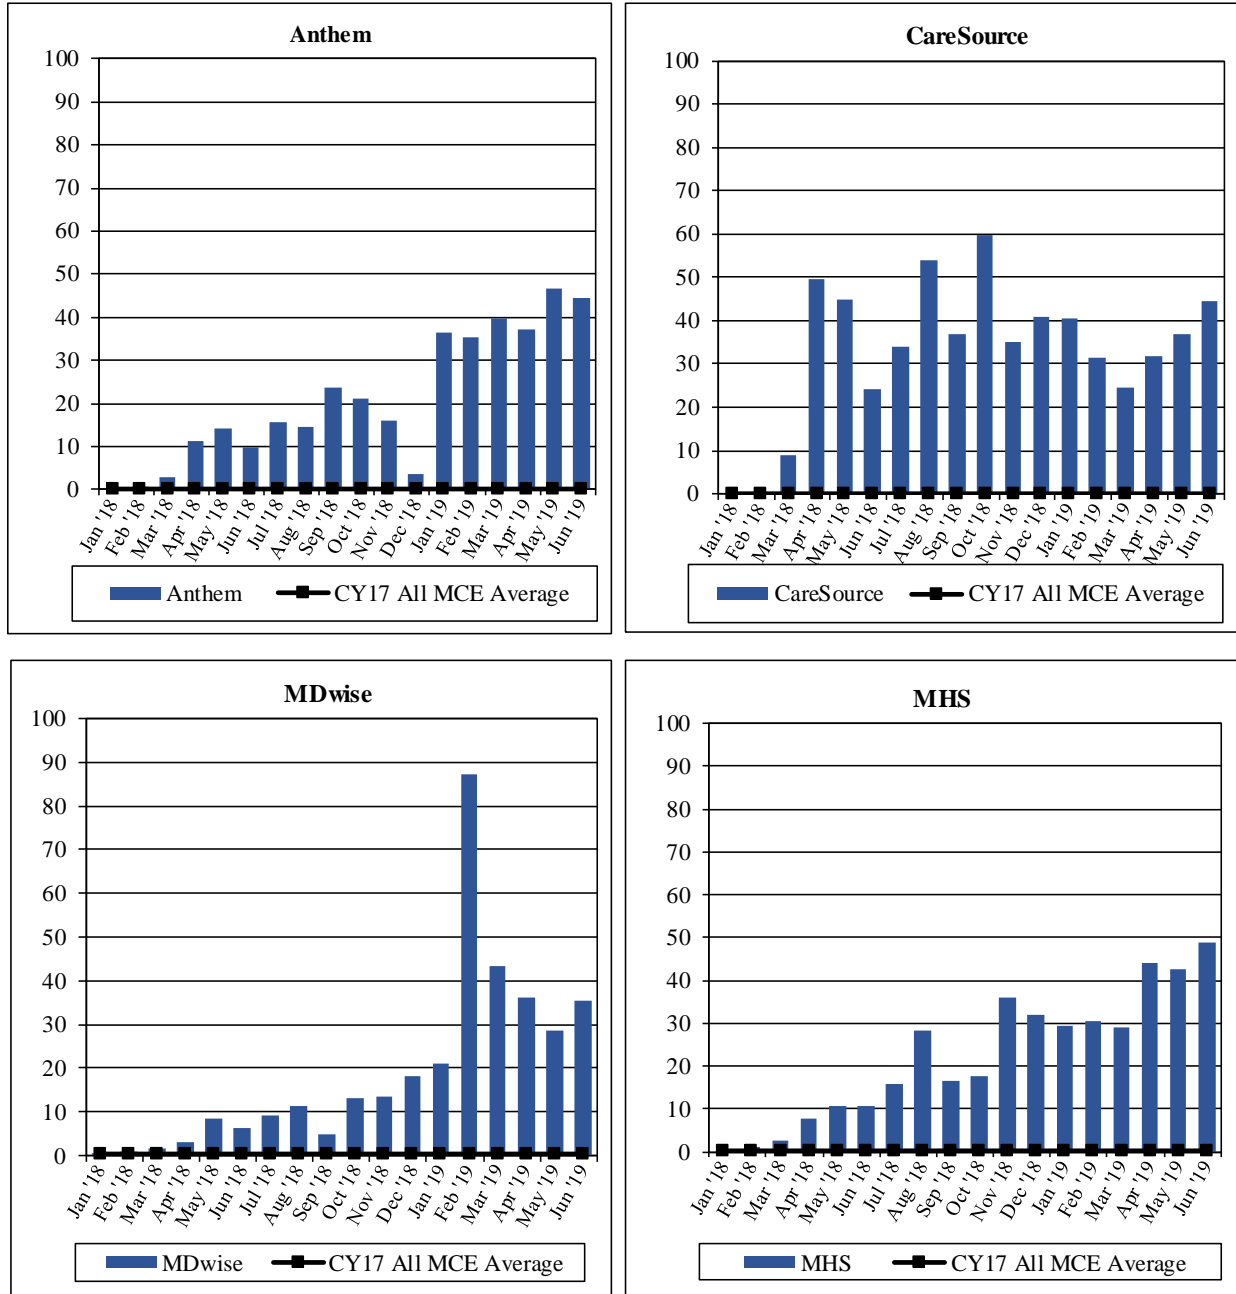 Anthem
100
90
80
70
60
50
40
30
20
10
0
Jan '18
Feb '18
Mar '18
Apr '18
May '18
Jun '18
Jul '18
Aug '18
Sep '18
Oct '18
Nov '18
Dec '18
Jan '19
Feb '19
Mar '19
Apr '19
May '19
Jun '19
Anthem CY17 All MCE Average
CareSource
100
90
80
70
60
50
40
30
20
10
0
Jan '18
Feb '18
Mar '18
Apr '18
May '18
Jun '18
Jul '18
Aug '18
Sep '18
Oct '18
Nov '18
Dec '18
Jan '19
Feb '19
Mar '19
Apr '19
May '19
Jun '19
CareSource CY17 All MCE Average
MDwise
100
90
80
70
60
50
40
30
20
10
0
Jan '18
Feb '18
Mar '18
Apr '18
May '18
Jun '18
Jul '18
Aug '18
Sep '18
Oct '18
Nov '18
Dec '18
Jan '19
Feb '19
Mar '19
Apr '19
May '19
Jun '19
MDwise CY17 All MCE Average
MHS
100
90
80
70
60
50
40
30
20
10
0
Jan '18
Feb '18
Mar '18
Apr '18
May '18
Jun '18
Jul '18
Aug '18
Sep '18
Oct '18
Nov '18
Dec '18
Jan '19
Feb '19
Mar '19
Apr '19
May '19
Jun '19
MHS CY17 All MCE Average